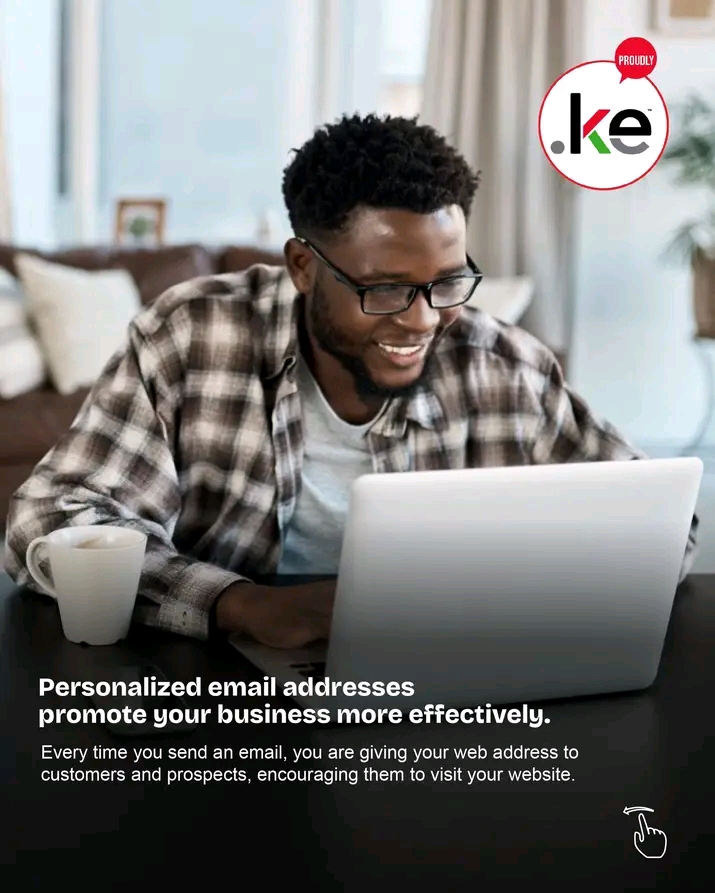 PROUDLY
.ke™
Personalized email addresses
promote your business more effectively.
Every time you send an email, you are giving your web address to
customers and prospects, encouraging them to visit your website.